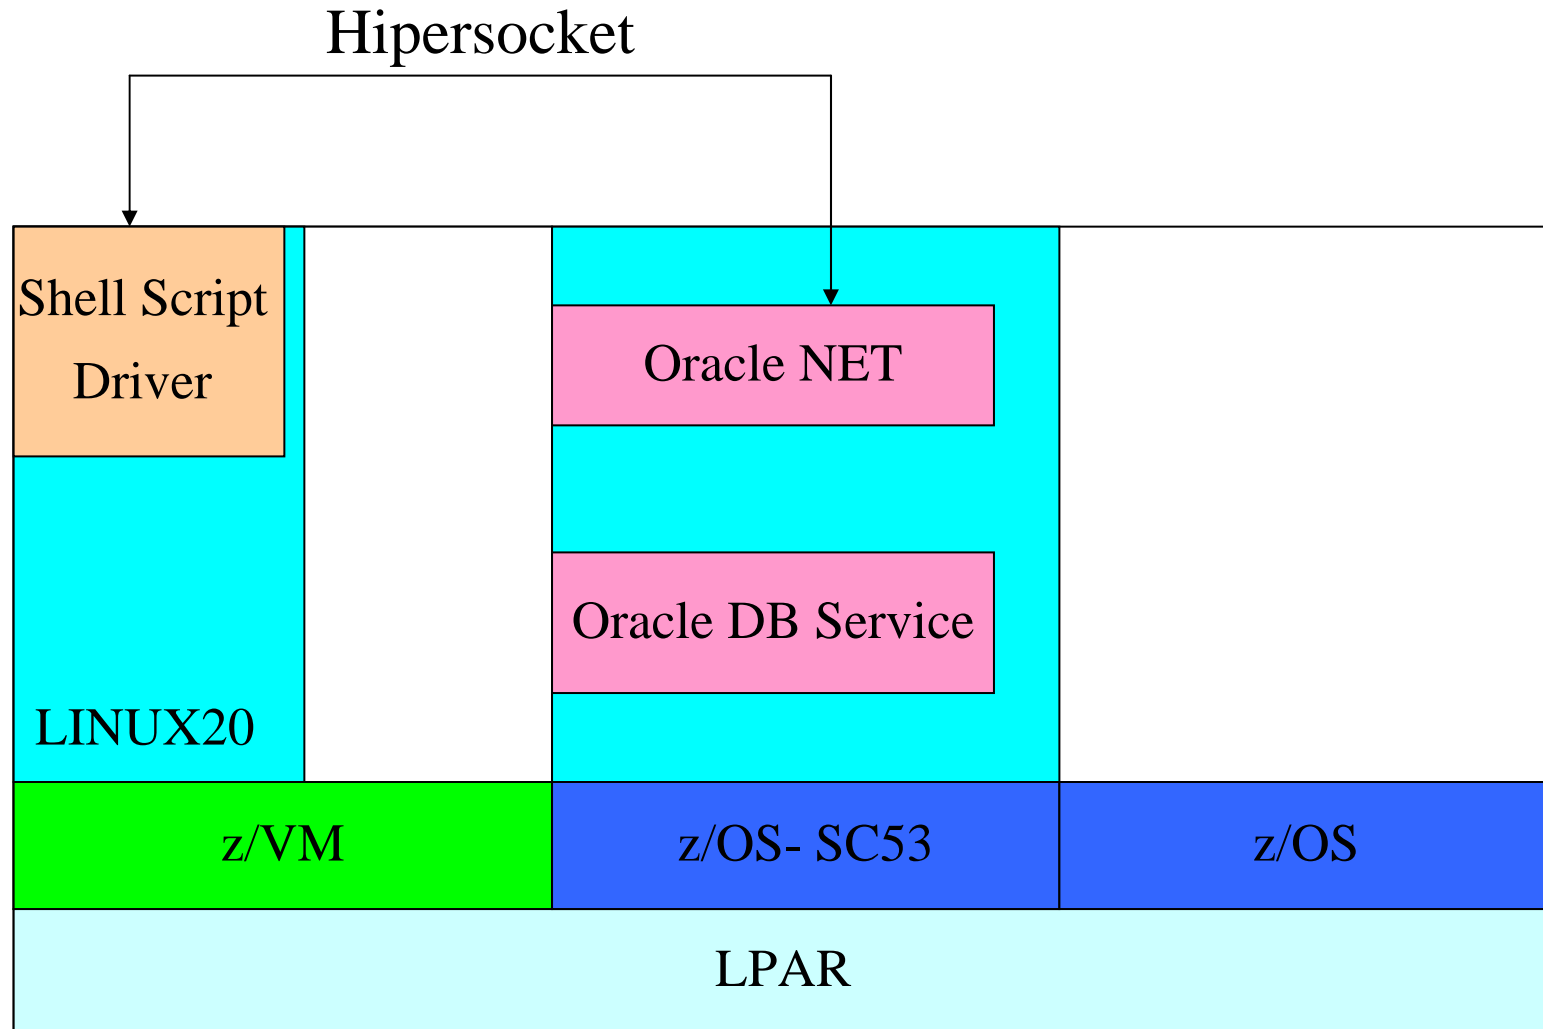 Hipersocket
Shell Script
Driver
Oracle NET
Oracle DB Service
LINUX20
z/VM
z/OS- SC53
z/OS
LPAR